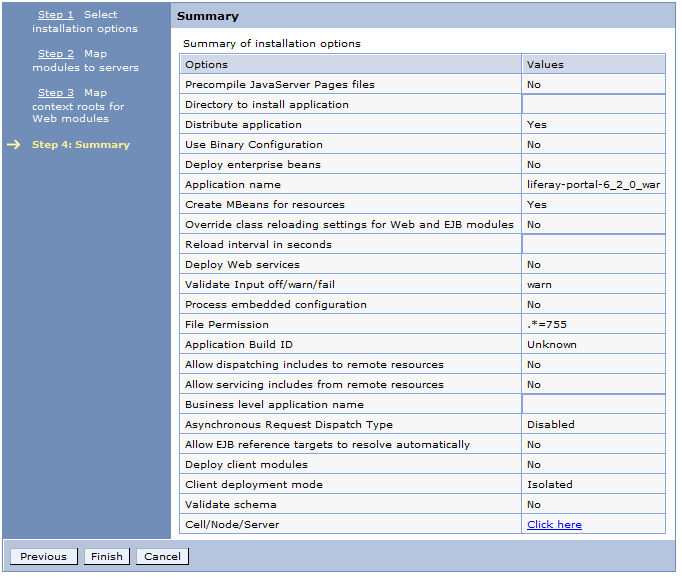 Step 1 Select
installation options
Step 2 Map
modules to servers
Step 3 Map
context roots for
Web modules
Step 4: Summary
Summary
Summary of installation options
Options Values
Precompile JavaServer Pages files No
Directory to install application
Distribute application Yes
Use Binary Configuration No
Deploy enterprise beans No
Application name liferay-portal-6_2_0_war
Create MBeans for resources Yes
Override class reloading settings for Web and EJB modules No
Reload interval in seconds
Deploy Web services No
Validate Input off/warn/fail warn
Process embedded configuration No
File Permission .*=755
Application Build ID Unknown
Allow dispatching includes to remote resources No
Allow servicing includes from remote resources No
Business level application name
Asynchronous Request Dispatch Type Disabled
Allow EJB reference targets to resolve automatically No
Deploy client modules No
Client deployment mode Isolated
Validate schema No
Cell/Node/Server Click here
Previous Finish Cancel